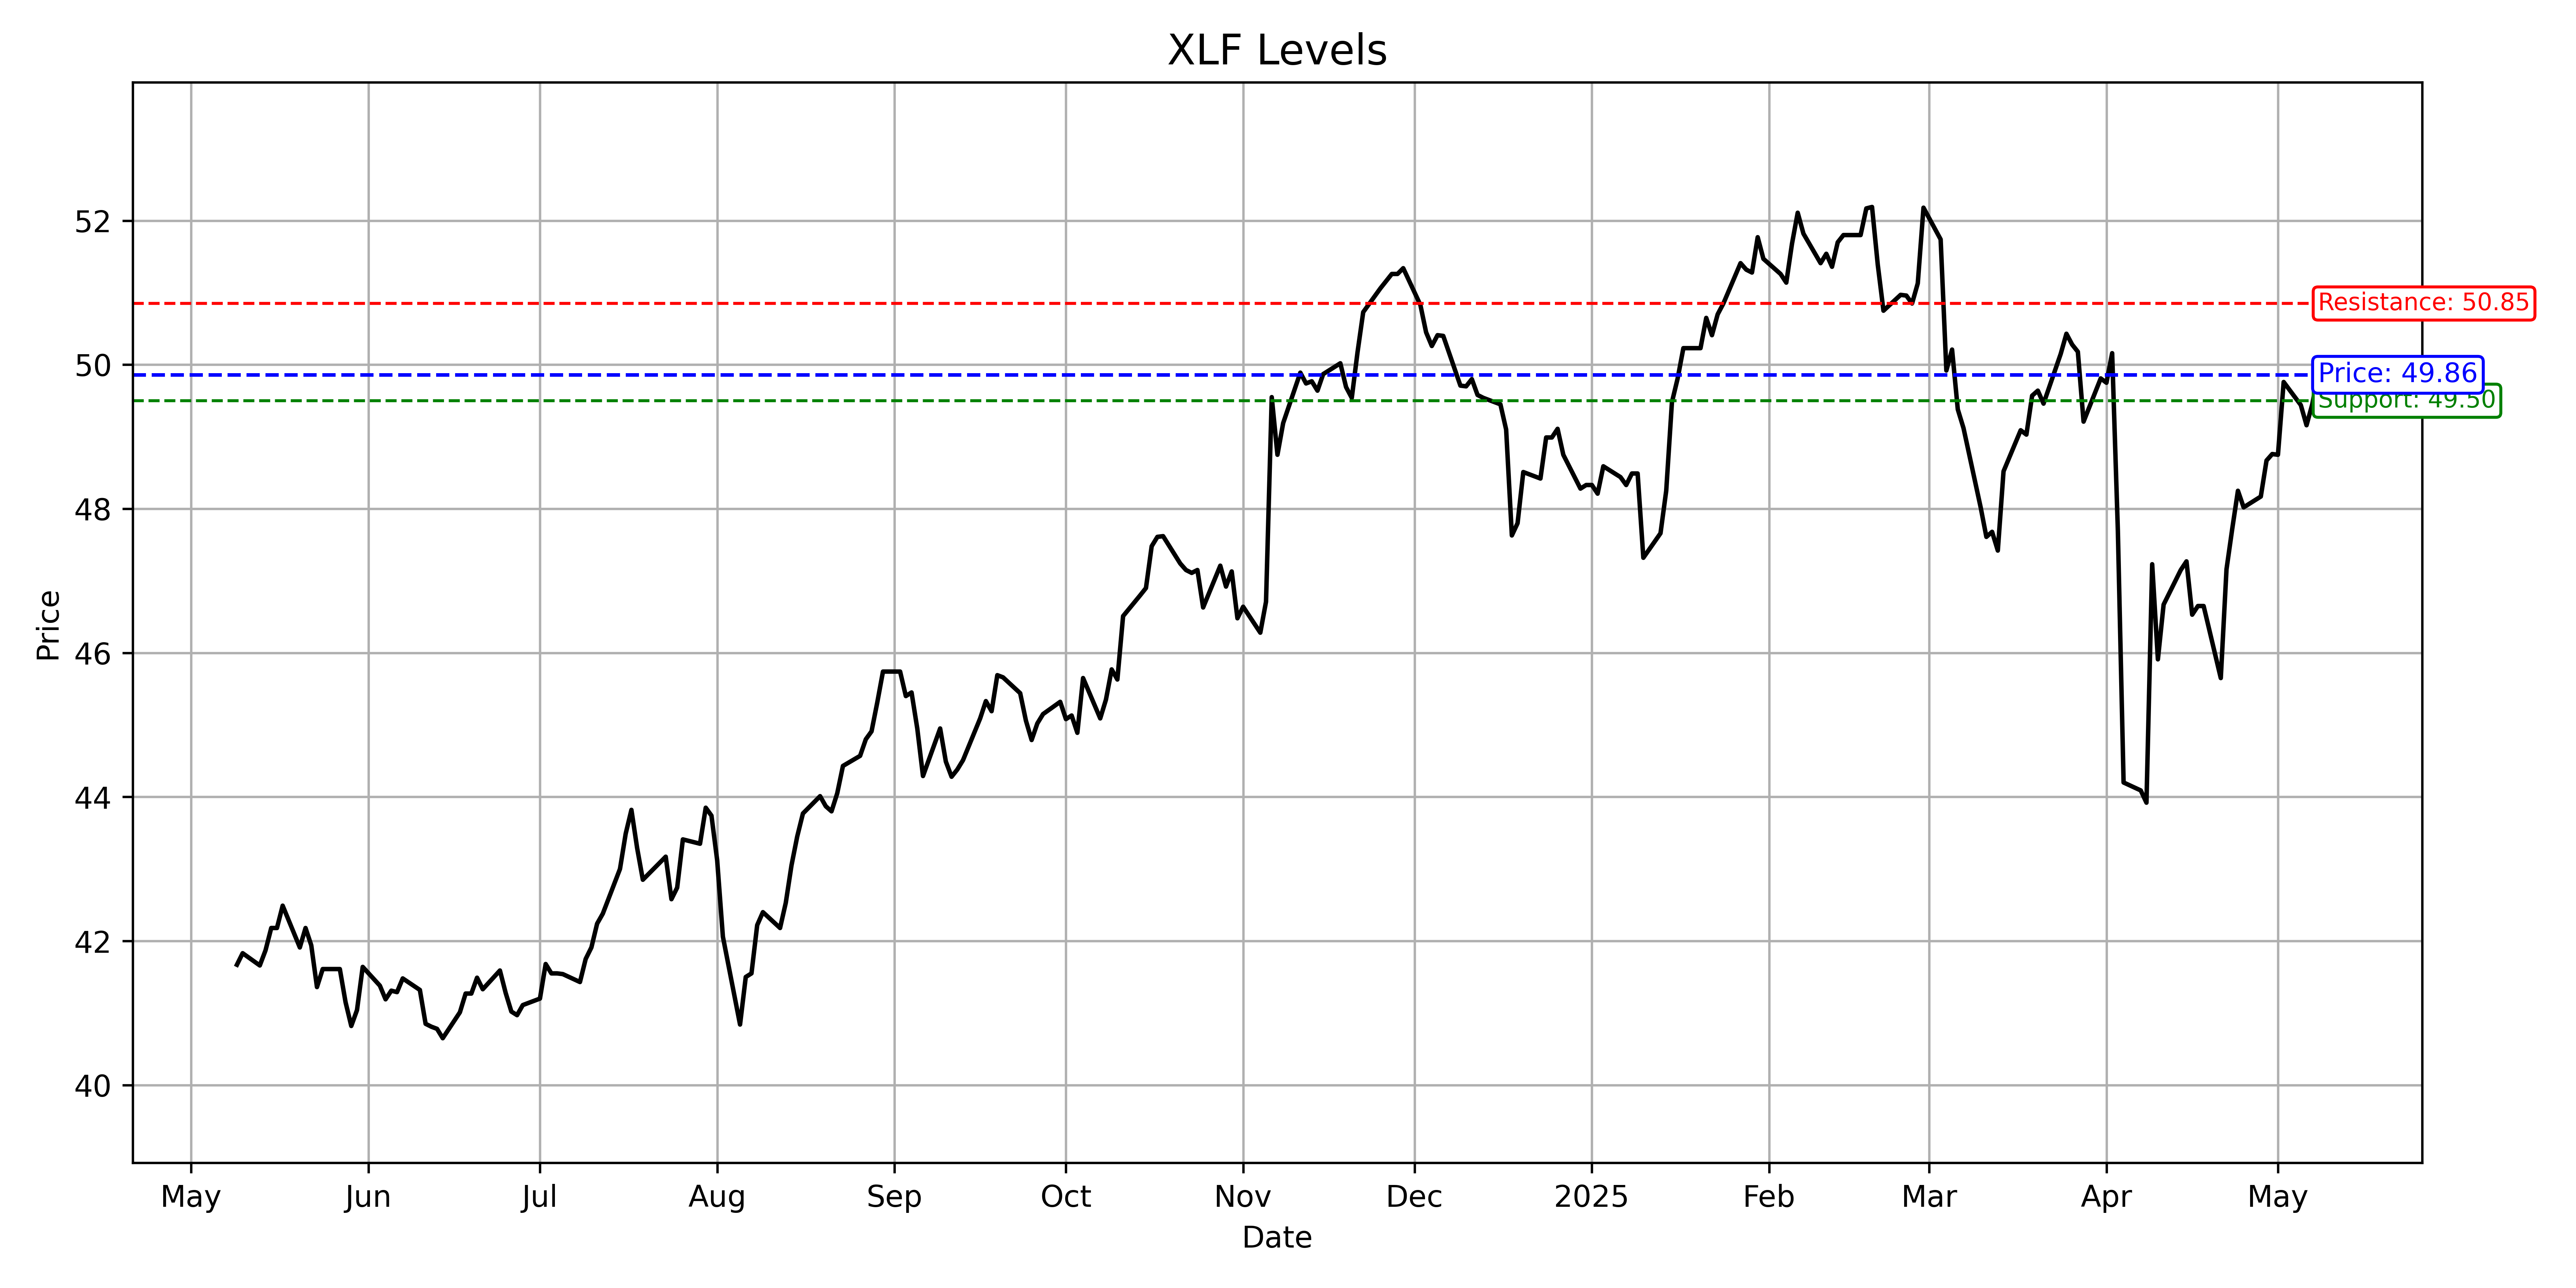 XLF Levels
52
50
48
46
44
42
40
Price
Resistance: 50.85
Price: 49.86
Support: 49.50
May
Jun
Jul
Aug
Sep
Oct
Nov
Dec
2025
Feb
Mar
Apr
May
Date